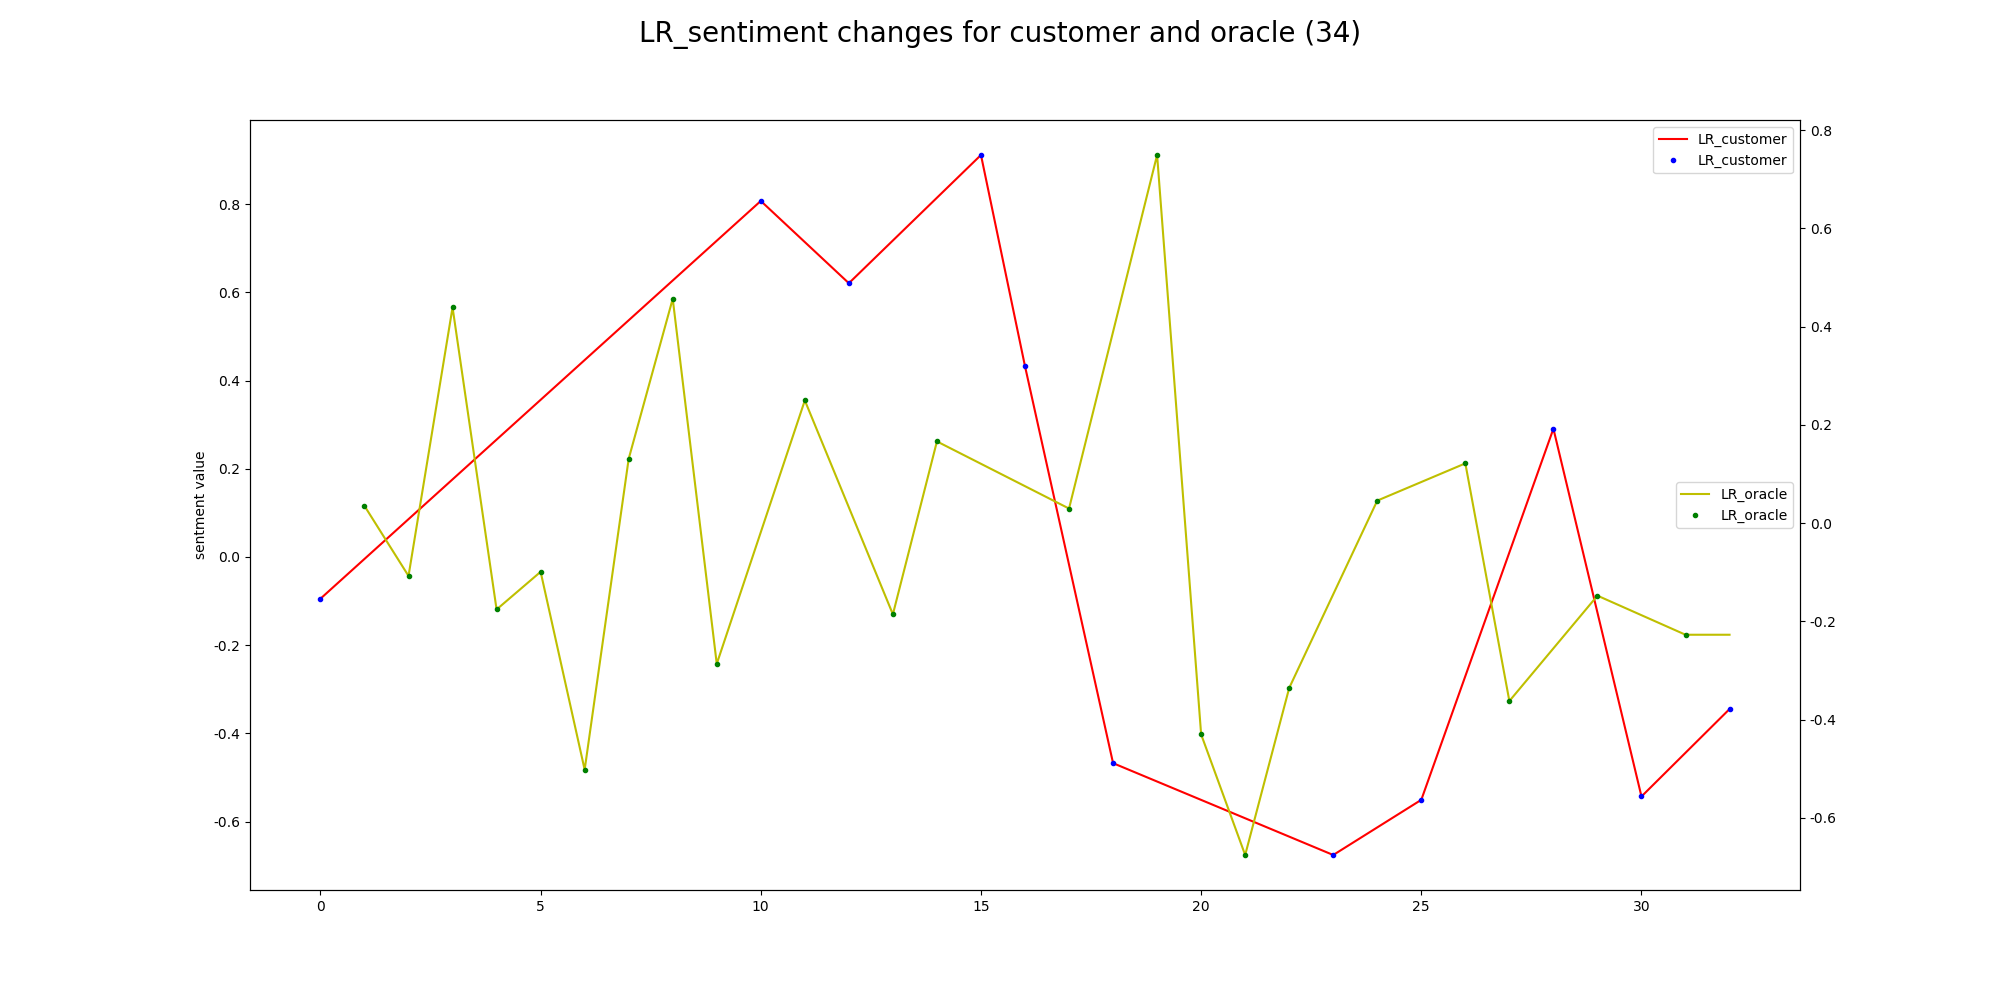 LR_sentiment changes for customer and oracle (34)
LR_customer
LR_customer
LR_oracle
LR_oracle
sentment value
0.8
0.6
0.4
0.2
0.0
-0.2
-0.4
-0.6
0.8
0.6
0.4
0.2
0.0
-0.2
-0.4
-0.6
0 5 10 15 20 25 30